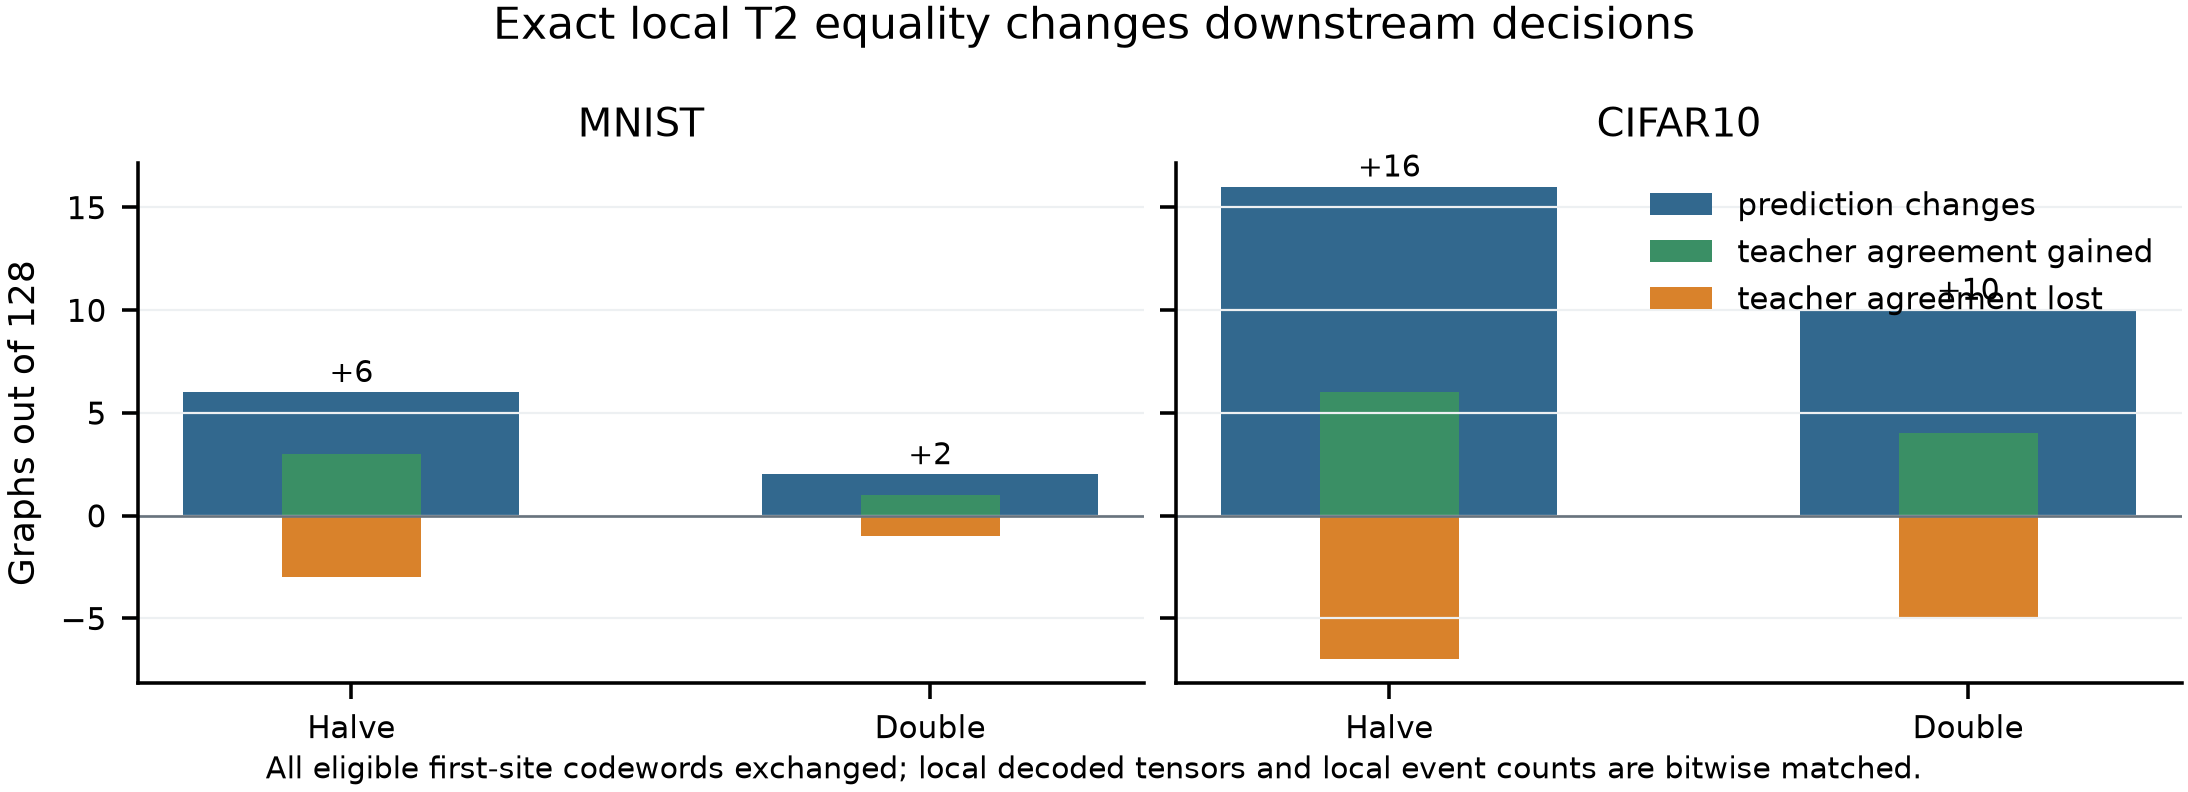 Exact local T2 equality changes downstream decisions
MNIST
CIFAR10
Graphs out of 128
15
10
5
0
−5
+6
+2
+16
+10
prediction changes
teacher agreement gained
teacher agreement lost
Halve
Double
Halve
Double
All eligible first-site codewords exchanged; local decoded tensors and local event counts are bitwise matched.